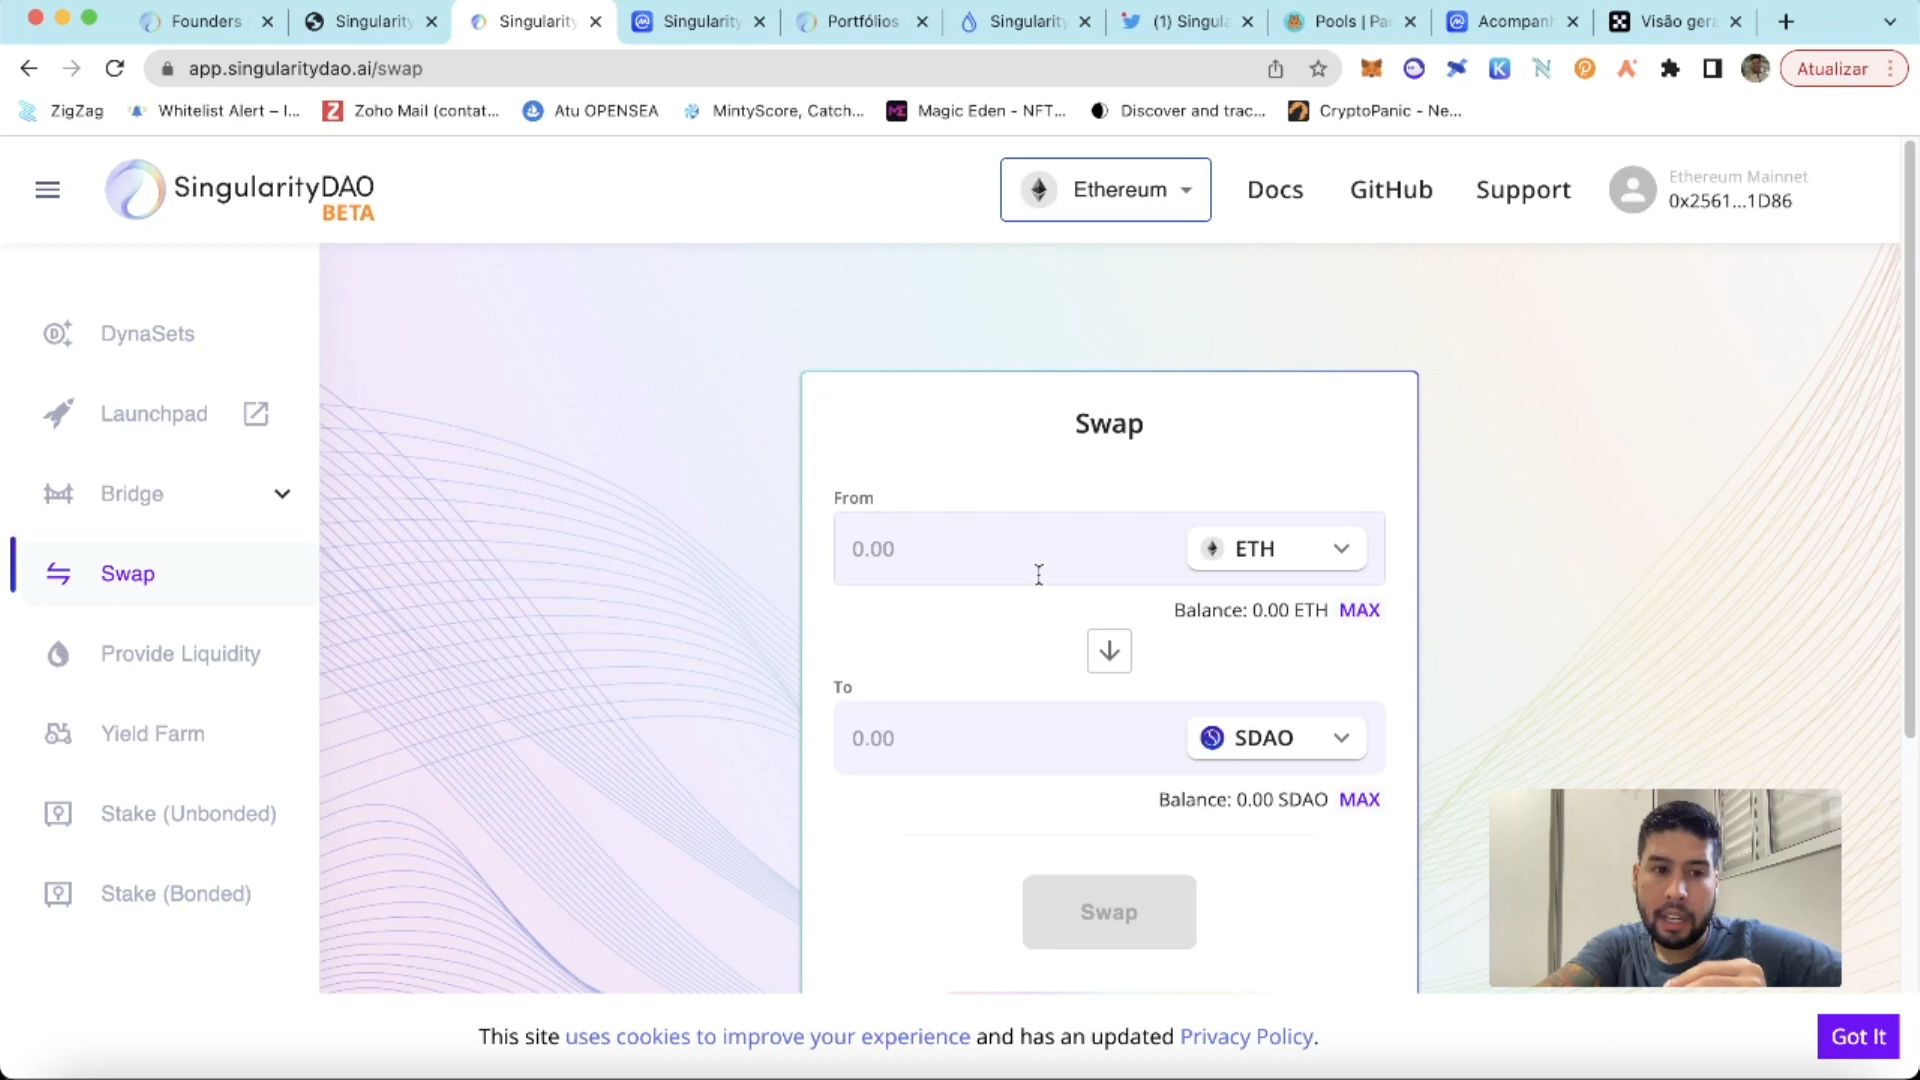 Founders
Singularity
Singularity
Singularity
Portfólios
Singularity
(1) Singula
Pools | Pa
Acompanh
Visão gera
app.singularitydao.ai/swap
Atualizar
ZigZag
Whitelist Alert – I...
Zoho Mail (contat...
Atu OPENSEA
MintyScore, Catch...
Magic Eden - NFT...
Discover and trac...
CryptoPanic - Ne...
SingularityDAO
BETA
Ethereum
Docs
GitHub
Support
Ethereum Mainnet
0x2561...1D86
DynaSets
Launchpad
Bridge
Swap
Provide Liquidity
Yield Farm
Stake (Unbonded)
Stake (Bonded)
Swap
From
0.00
ETH
Balance: 0.00 ETH MAX
To
0.00
SDAO
Balance: 0.00 SDAO MAX
Swap
This site uses cookies to improve your experience and has an updated Privacy Policy.
Got It